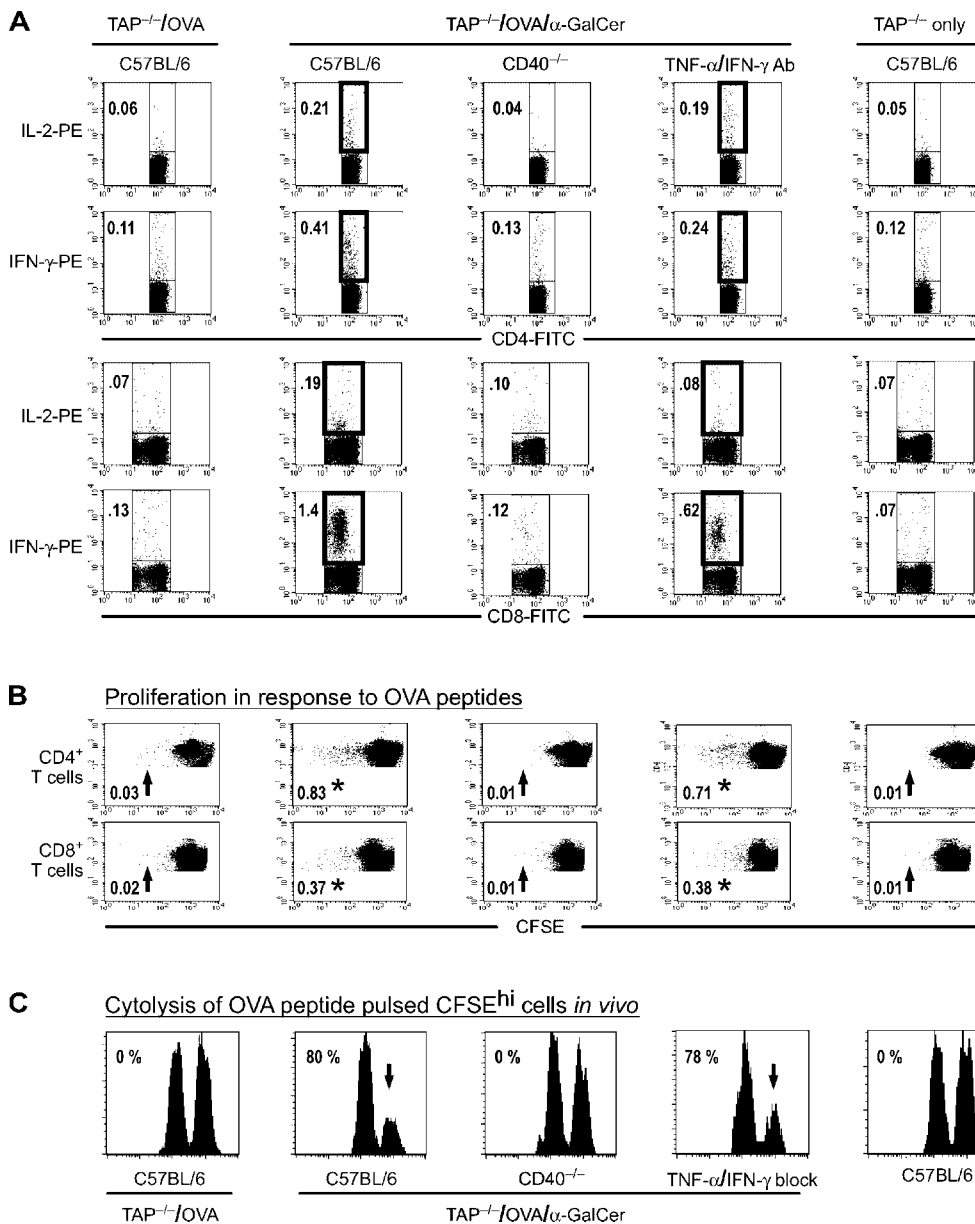 A
TAP–/–/OVA TAP–/–/OVA/α-GalCer TAP–/– only
C57BL/6 C57BL/6 CD40–/– TNF-α/IFN-γ Ab C57BL/6
IL-2-PE 0.06 0.21 0.04 0.19 0.05
IFN-γ-PE 0.11 0.41 0.13 0.24 0.12
CD4-FITC
IL-2-PE .07 .19 .10 .08 .07
IFN-γ-PE .13 1.4 .12 .62 .07
CD8-FITC
B Proliferation in response to OVA peptides
CD4+
T cells
0.03 0.83 * 0.01 0.71 * 0.01
CD8+
T cells
0.02 0.37 * 0.01 0.38 * 0.01
CFSE
C Cytolysis of OVA peptide pulsed CFSEhi cells in vivo
0 % 80 % 0 % 78 % 0 %
C57BL/6 C57BL/6 CD40–/– TNF-α/IFN-γ block C57BL/6
TAP–/–/OVA TAP–/–/OVA/α-GalCer